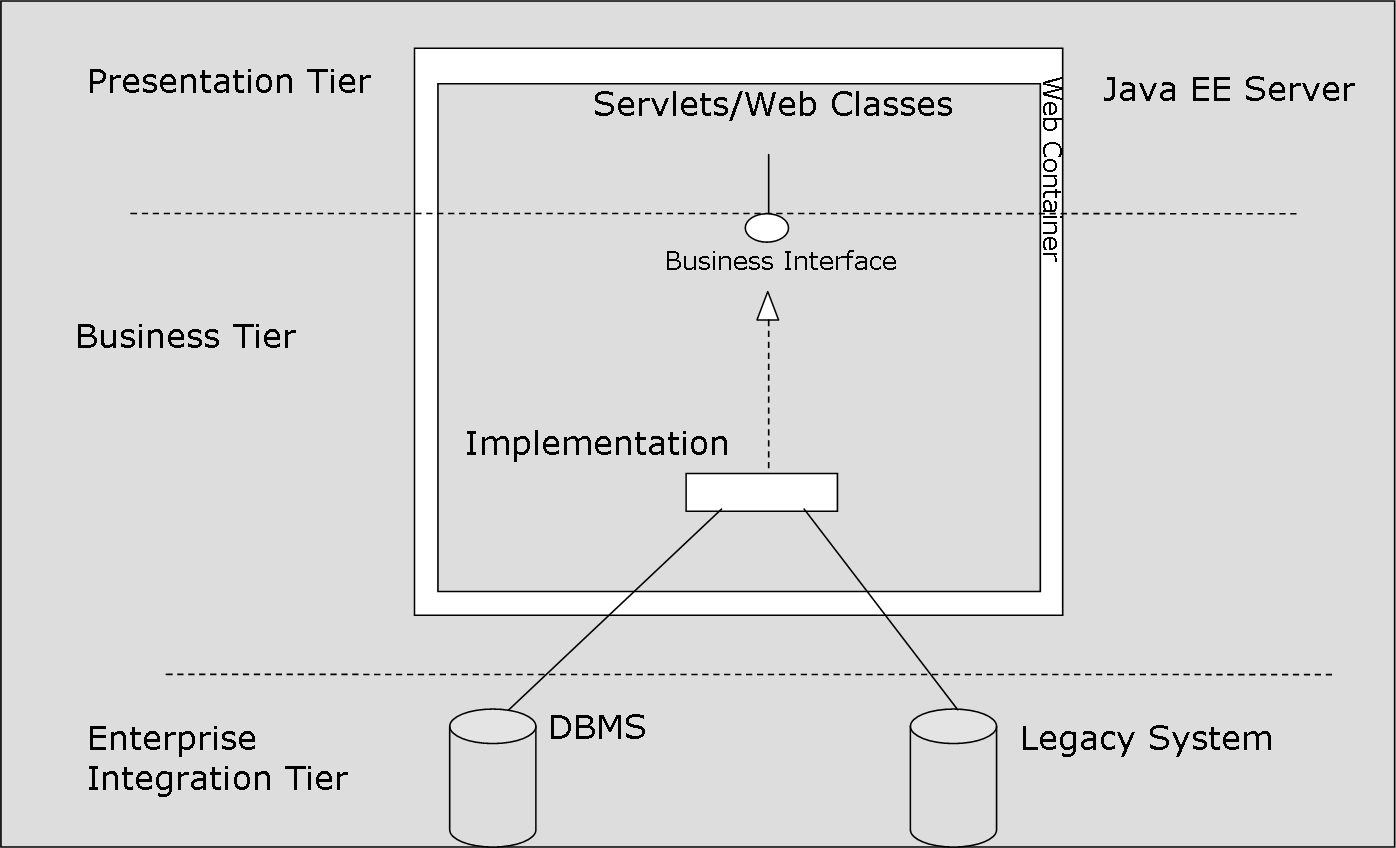 Presentation Tier
Servlets/Web Classes
Java EE Server
Web Container
Business Interface
Business Tier
Implementation
Enterprise
Integration Tier
DBMS
Legacy System